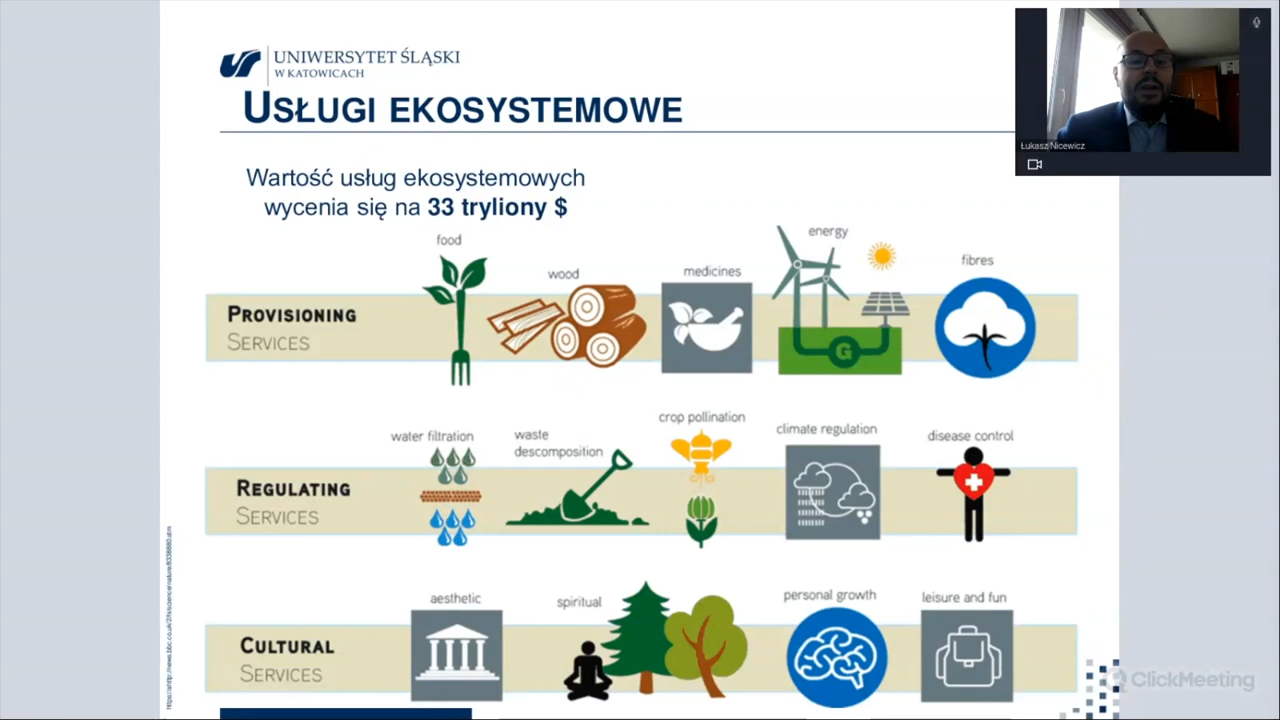 UNIWERSYTET ŚLĄSKI
W KATOWICACH
USŁUGI EKOSYSTEMOWE
Łukasz Nicewicz
Wartość usług ekosystemowych
wycenia się na 33 tryliony $
food
wood
medicines
energy
fibres
PROVISIONING
SERVICES
G
water filtration
waste
descomposition
crop pollination
climate regulation
disease control
REGULATING
SERVICES
aesthetic
spiritual
personal growth
leisure and fun
CULTURAL
SERVICES
ClickMeeting